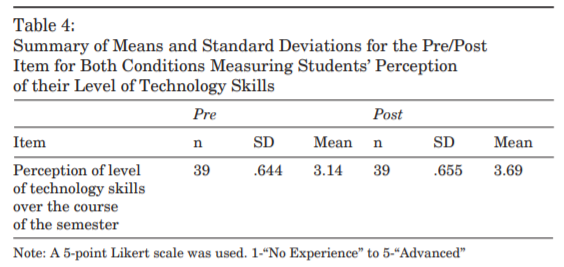 Table 4:
Summary of Means and Standard Deviations for the Pre/Post
Item for Both Conditions Measuring Students' Perception
of their Level of Technology Skills
Pre Post
Item n SD Mean n SD Mean
Perception of level 39 .644 3.14 39 .655 3.69
of technology skills
over the course
of the semester
Note: A 5-point Likert scale was used. 1-“No Experience” to 5-“Advanced”